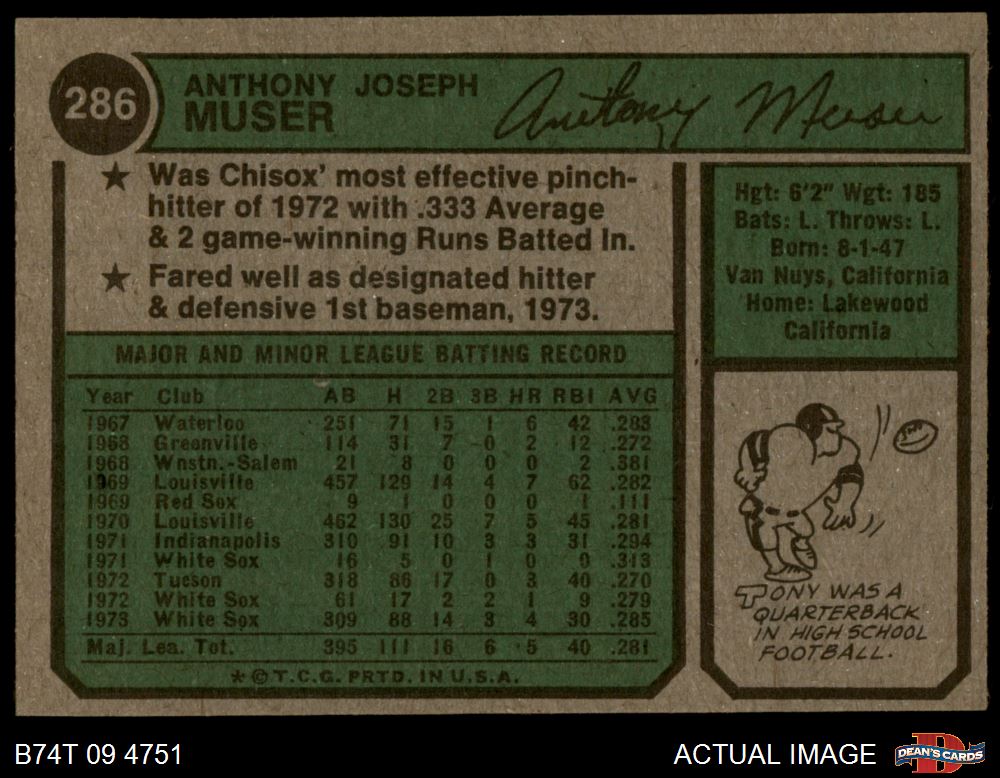 286
ANTHONY JOSEPH
MUSER
Anthony Muser
★ Was Chisox' most effective pinch-
hitter of 1972 with .333 Average
& 2 game-winning Runs Batted In.
★ Fared well as designated hitter
& defensive 1st baseman, 1973.
Hgt: 6'2" Wgt: 185
Bats: L. Throws: L.
Born: 8-1-47
Van Nuys, California
Home: Lakewood
California
MAJOR AND MINOR LEAGUE BATTING RECORD
Year Club AB H 2B 3B HR RBI AVG
1967 Waterloo 251 71 15 1 6 42 .283
1968 Greenville 114 31 7 0 2 12 .272
1968 Wnstn.-Salem 21 8 0 0 0 2 .381
1969 Louisville 457 129 14 4 7 62 .282
1969 Red Sox 9 1 0 0 0 1 .111
1970 Louisville 462 130 25 7 5 45 .281
1971 Indianapolis 310 91 10 3 3 31 .294
1971 White Sox 16 5 0 1 0 0 .313
1972 Tucson 318 86 17 0 3 40 .270
1972 White Sox 61 17 2 2 1 9 .279
1973 White Sox 309 88 14 3 4 30 .285
Maj. Lea. Tot. 395 111 16 6 5 40 .281
* © T.C.G. PRTD. IN U.S.A.
TONY WAS A
QUARTERBACK
IN HIGH SCHOOL
FOOTBALL.
B74T 09 4751
ACTUAL IMAGE
D
DEAN'S CARDS